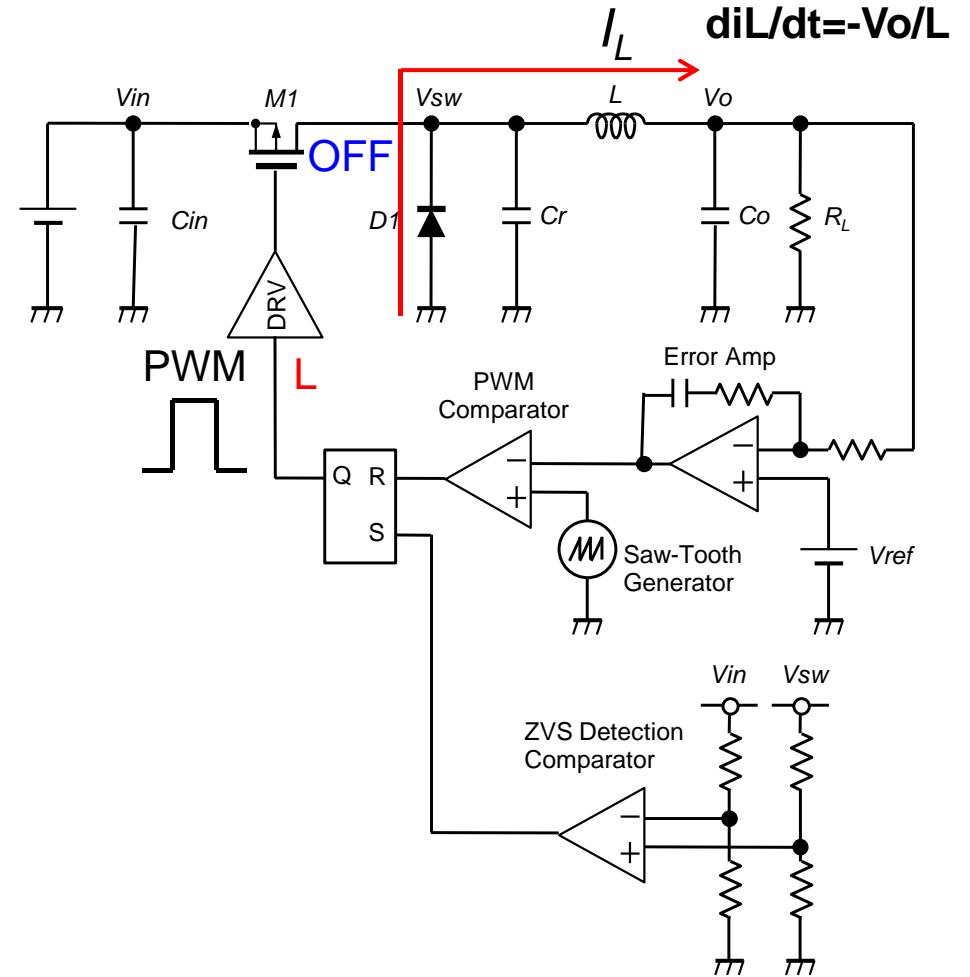 diL/dt=-Vo/L
IL
Vin
M1
Vsw
L
Vo
OFF
Cin
D1
Cr
Co
RL
DRV
PWM
L
Error Amp
PWM
Comparator
Q R
S
−
+
−
+
Saw-Tooth
Generator
Vref
Vin
Vsw
ZVS Detection
Comparator
−
+